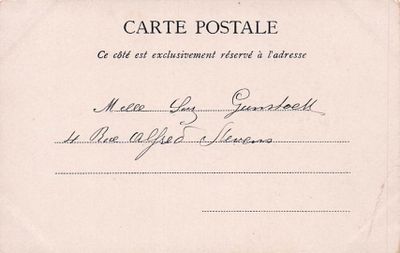 CARTE POSTALE
Ce côté est exclusivement réservé à l'adresse
Melle
4 Rue Alfred Stevens